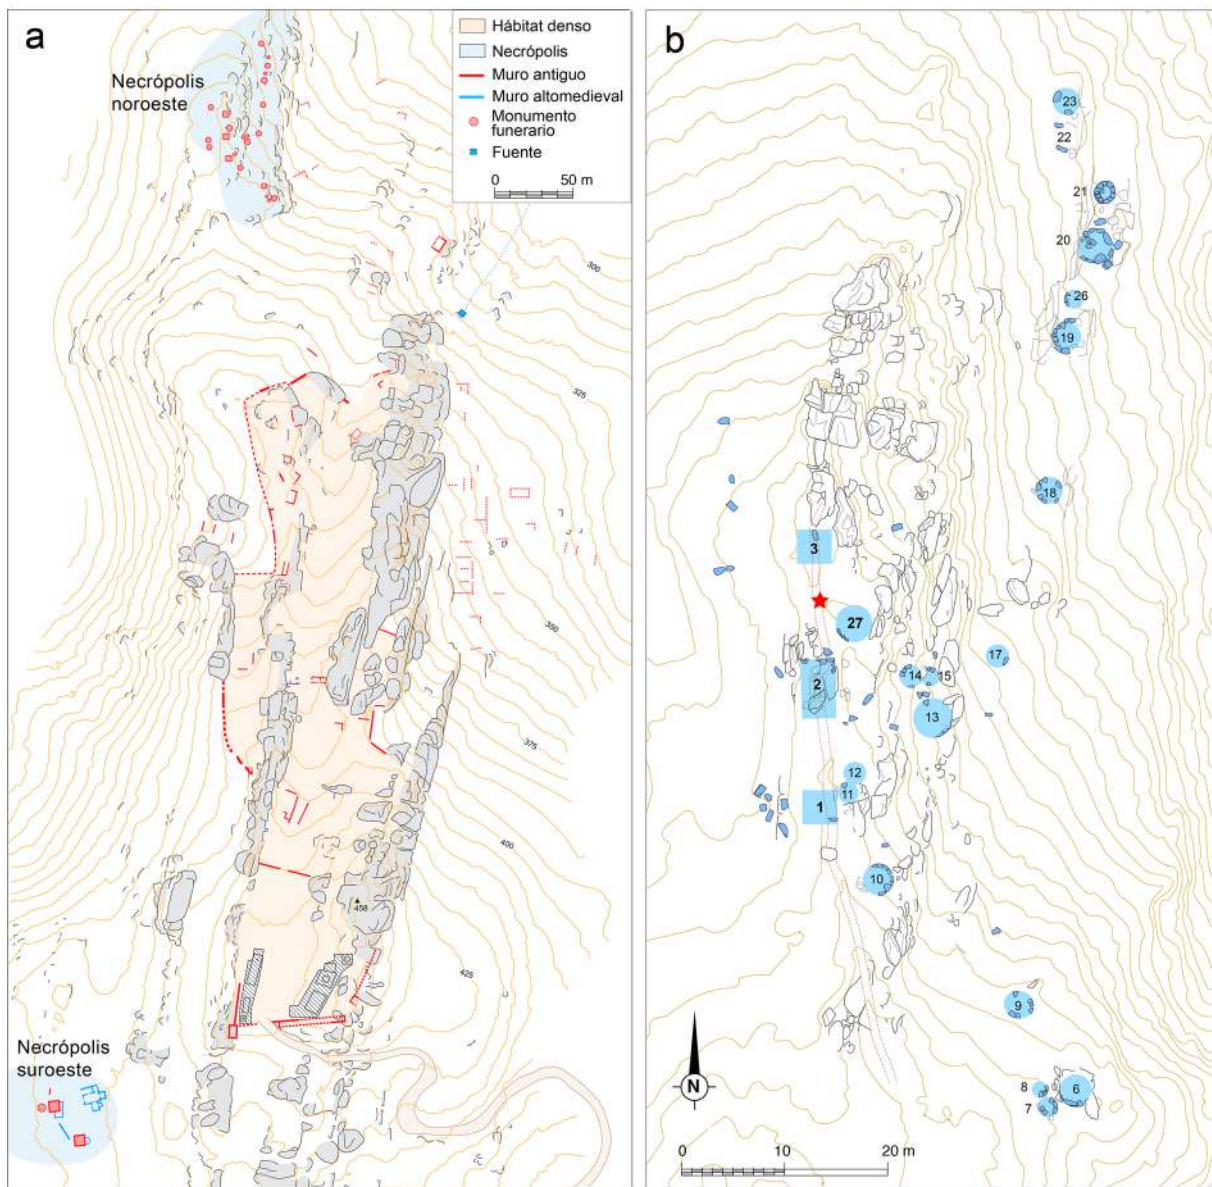 a
Hábitat denso
Necrópolis
Muro antiguo
Muro altomedieval
Monumento
funerario
Fuente
0 50 m
Necrópolis
noroeste
300
325
350
375
400
458
425
Necrópolis
suroeste
b
23
22
21
20
26
19
18
3
27
17
2
14
15
13
12
11
1
10
9
8
6
7
N
0 10 20 m